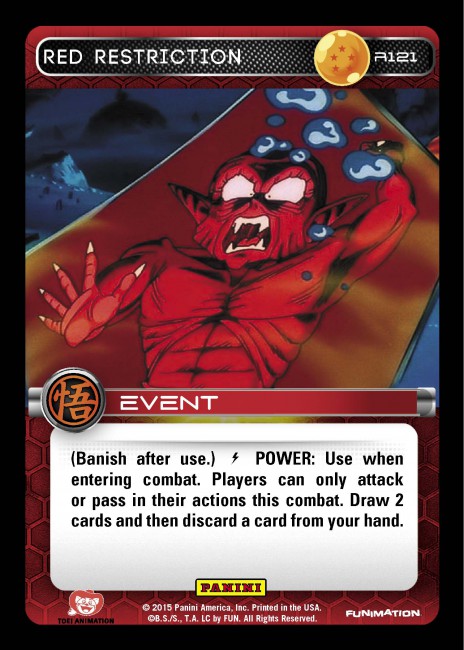 RED RESTRICTION
R121
悟
EVENT
(Banish after use.) ⚡ POWER: Use when
entering combat. Players can only attack
or pass in their actions this combat. Draw 2
cards and then discard a card from your hand.
PANINI
TOEI ANIMATION
© 2015 Panini America, Inc. Printed in the USA.
©B.S./S., T.A. LC by FUN. All Rights Reserved.
FUNIMATION